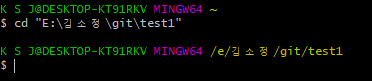 K S J@DESKTOP-KT91RKV MINGW64 ~
$ cd "E:\김소정\git\test1"
K S J@DESKTOP-KT91RKV MINGW64 /e/김소정/git/test1
$